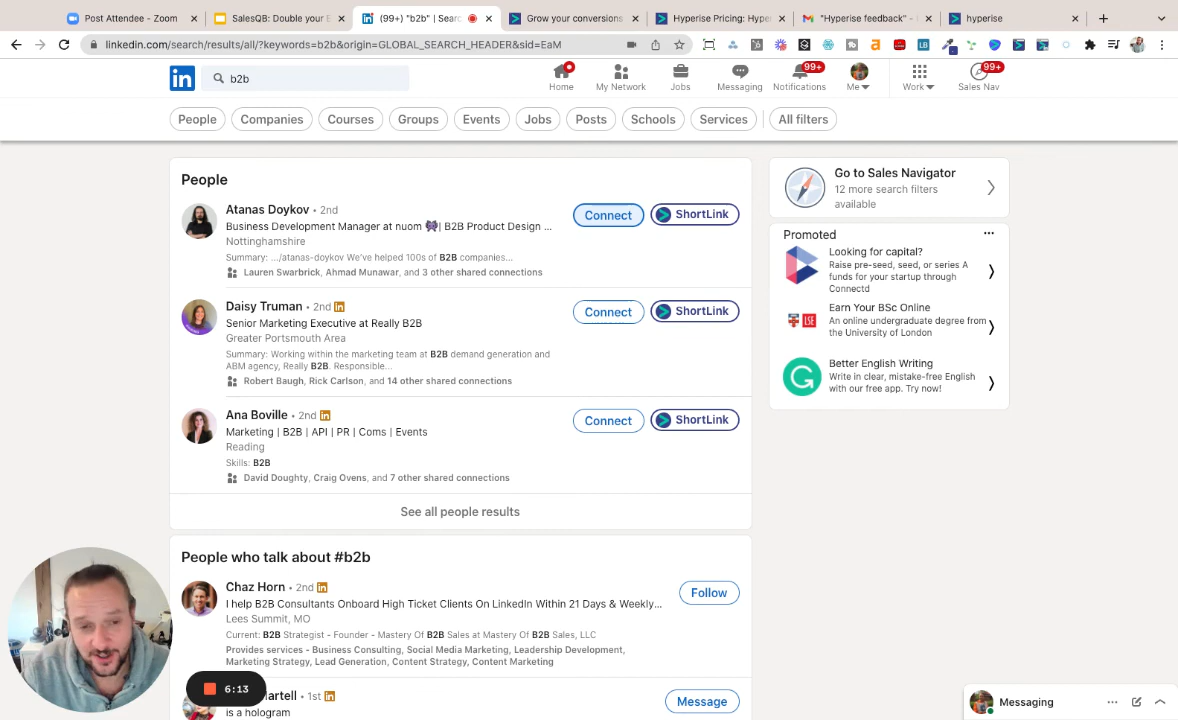 Post Attendee - Zoom
SalesQB: Double your E
(99+) "b2b" | Searc
Grow your conversions
Hyperise Pricing: Hyper
"Hyperise feedback" -
hyperise
linkedin.com/search/results/all/?keywords=b2b&origin=GLOBAL_SEARCH_HEADER&sid=EaM
in
b2b
Home
My Network
Jobs
Messaging
99+
Notifications
Me
Work
99+
Sales Nav
People
Companies
Courses
Groups
Events
Jobs
Posts
Schools
Services
All filters
People
Atanas Doykov • 2nd
Business Development Manager at nuom | B2B Product Design ...
Nottinghamshire
Summary: .../atanas-doykov We've helped 100s of B2B companies...
Lauren Swarbrick, Ahmad Munawar, and 3 other shared connections
Connect
ShortLink
Daisy Truman • 2nd
Senior Marketing Executive at Really B2B
Greater Portsmouth Area
Summary: Working within the marketing team at B2B demand generation and
ABM agency, Really B2B. Responsible...
Robert Baugh, Rick Carlson, and 14 other shared connections
Connect
ShortLink
Ana Boville • 2nd
Marketing | B2B | API | PR | Coms | Events
Reading
Skills: B2B
David Doughty, Craig Ovens, and 7 other shared connections
Connect
ShortLink
See all people results
People who talk about #b2b
Chaz Horn • 2nd
I help B2B Consultants Onboard High Ticket Clients On LinkedIn Within 21 Days & Weekly...
Lees Summit, MO
Current: B2B Strategist - Founder - Mastery Of B2B Sales at Mastery Of B2B Sales, LLC
Provides services - Business Consulting, Social Media Marketing, Leadership Development,
Marketing Strategy, Lead Generation, Content Strategy, Content Marketing
Follow
artell • 1st
is a hologram
Message
6:13
Go to Sales Navigator
12 more search filters
available
Promoted
Looking for capital?
Raise pre-seed, seed, or series A
funds for your startup through
Connectd
LSE
Earn Your BSc Online
An online undergraduate degree from
the University of London
Better English Writing
Write in clear, mistake-free English
with our free app. Try now!
Messaging